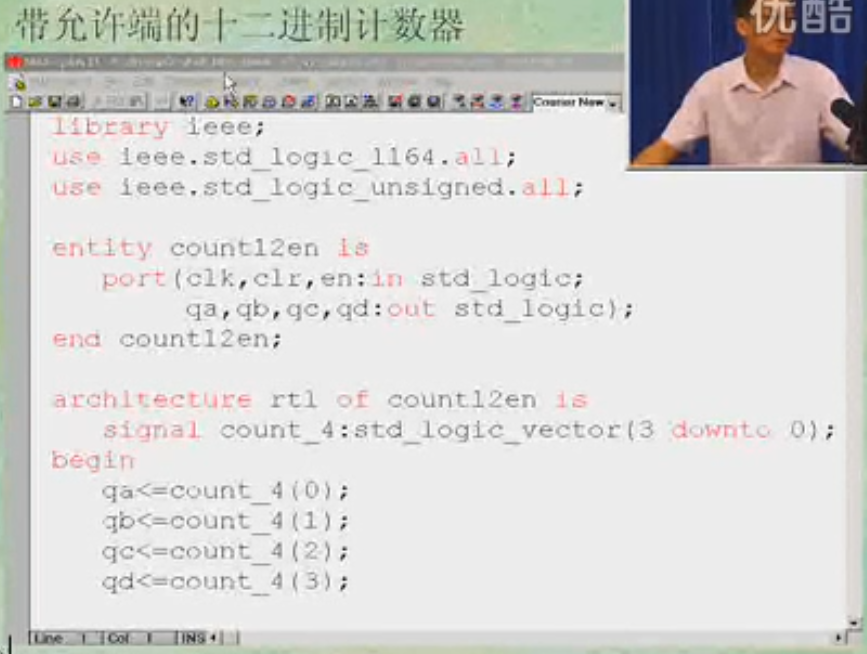 带允许端的十二进制计数器
优酷
Courier New
library ieee;
use ieee.std_logic_1164.all;
use ieee.std_logic_unsigned.all;
entity count12en is
port(clk,clr,en:in std_logic;
qa,qb,qc,qd:out std_logic);
end count12en;
architecture rtl of count12en is
signal count_4:std_logic_vector(3 downto 0);
begin
qa<=count_4(0);
qb<=count_4(1);
qc<=count_4(2);
qd<=count_4(3);
Line 1 Col 1 INS